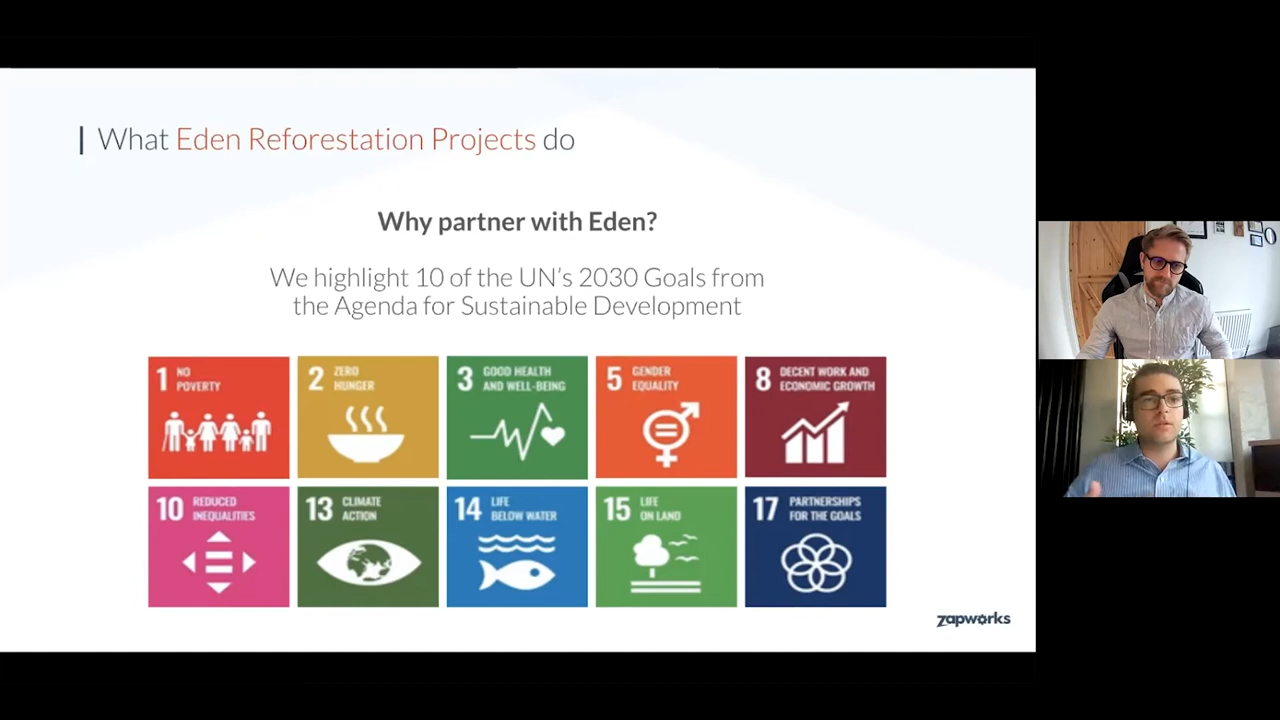 What Eden Reforestation Projects do
Why partner with Eden?
We highlight 10 of the UN's 2030 Goals from
the Agenda for Sustainable Development
1 NO
POVERTY
2 ZERO
HUNGER
3 GOOD HEALTH
AND WELL-BEING
5 GENDER
EQUALITY
8 DECENT WORK AND
ECONOMIC GROWTH
10 REDUCED
INEQUALITIES
13 CLIMATE
ACTION
14 LIFE
BELOW WATER
15 LIFE
ON LAND
17 PARTNERSHIPS
FOR THE GOALS
zapworks